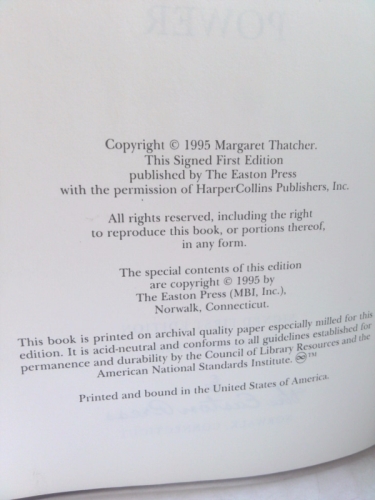 POWER
Copyright © 1995 Margaret Thatcher.
This Signed First Edition
published by The Easton Press
with the permission of HarperCollins Publishers, Inc.
All rights reserved, including the right
to reproduce this book, or portions thereof,
in any form.
The special contents of this edition
are copyright © 1995 by
The Easton Press (MBI, Inc.),
Norwalk, Connecticut.
This book is printed on archival quality paper especially milled for this
edition. It is acid-neutral and conforms to all guidelines established for
permanence and durability by the Council of Library Resources and the
American National Standards Institute. ♾™
Printed and bound in the United States of America.